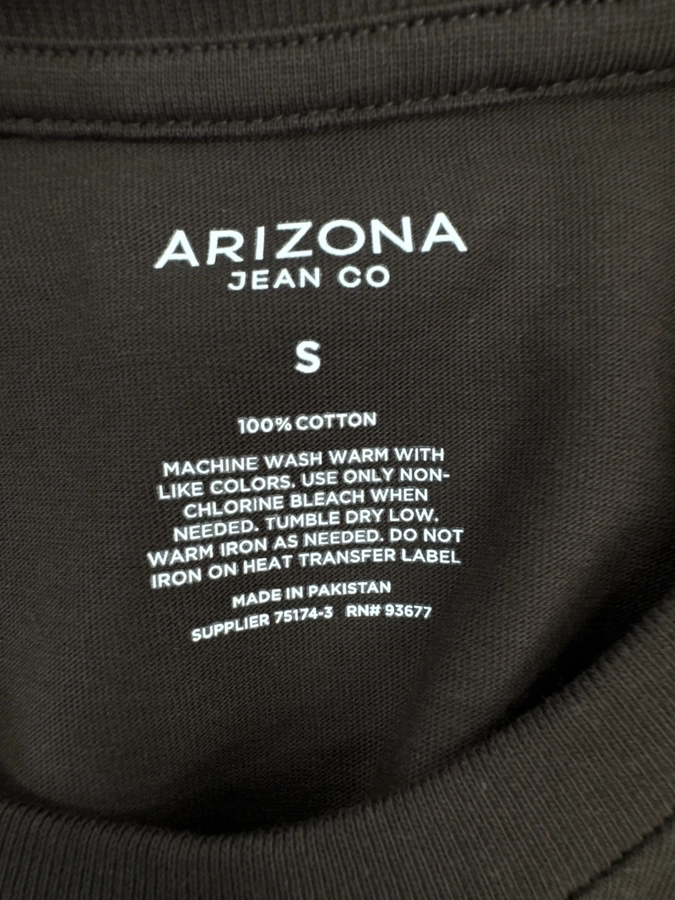 ARIZONA
JEAN CO
S
100% COTTON
MACHINE WASH WARM WITH
LIKE COLORS. USE ONLY NON-
CHLORINE BLEACH WHEN
NEEDED. TUMBLE DRY LOW.
WARM IRON AS NEEDED. DO NOT
IRON ON HEAT TRANSFER LABEL
MADE IN PAKISTAN
SUPPLIER 75174-3 RN# 93677